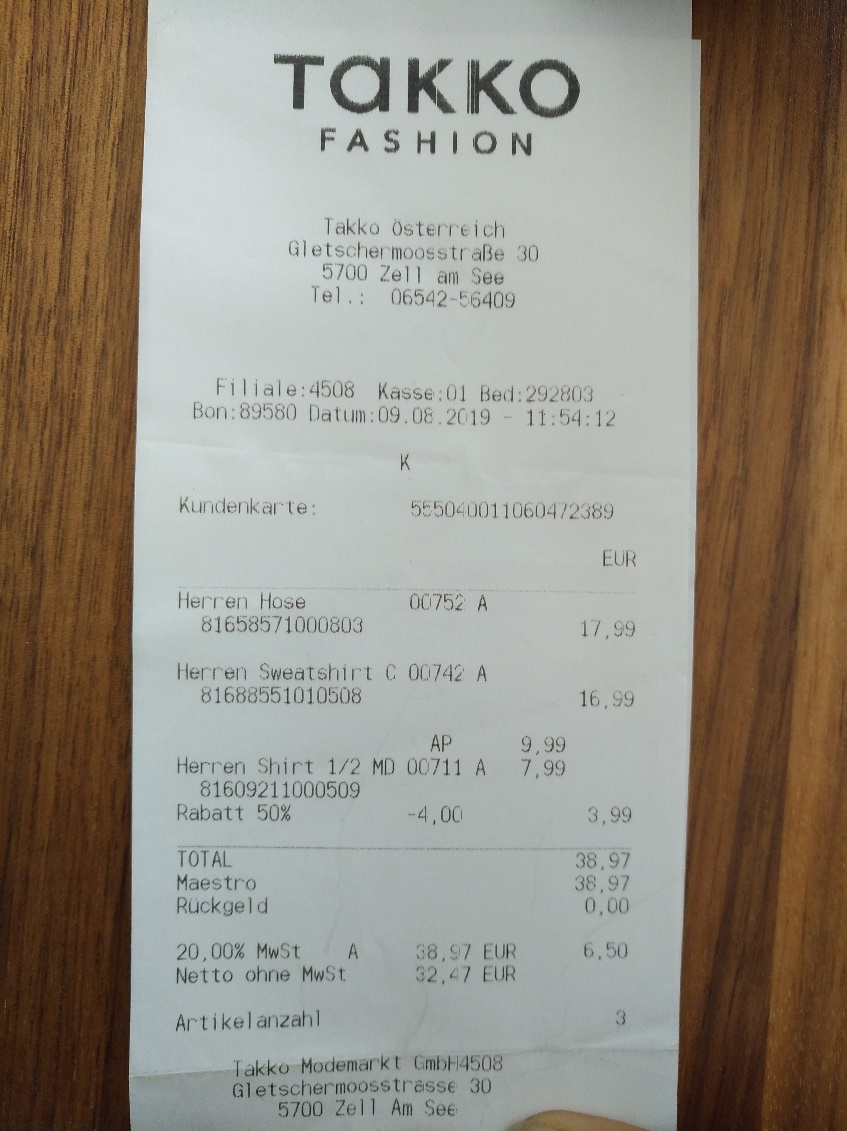 Takko
FASHION
Takko Österreich
Gletschermoosstraße 30
5700 Zell am See
Tel.: 06542-56409
Filiale:4508 Kasse:01 Bed:292803
Bon:89580 Datum:09.08.2019 - 11:54:12
K
Kundenkarte: 555040011060472389
EUR
Herren Hose 00752 A
81658571000803 17,99
Herren Sweatshirt C 00742 A
81688551010508 16,99
AP 9,99
Herren Shirt 1/2 MD 00711 A 7,99
81609211000509
Rabatt 50% -4,00 3,99
TOTAL 38,97
Maestro 38,97
Rückgeld 0,00
20,00% MwSt A 38,97 EUR 6,50
Netto ohne MwSt 32,47 EUR
Artikelanzahl 3
Takko Modemarkt GmbH4508
Gletschermoosstrasse 30
5700 Zell Am See